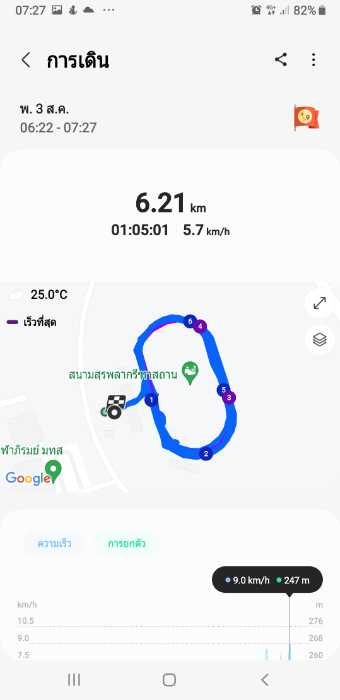 07:27 82%
การเดิน
พ. 3 ส.ค.
06:22 - 07:27
6.21 km
01:05:01 5.7 km/h
25.0°C
เร็วที่สุด
6
4
สนามสุรพลากรีฑาสถาน
5
3
1
2
ฬาภิรมย์ มทส
Google
ความเร็ว การยกตัว
9.0 km/h 247 m
km/h m
10.5 276
9.0 268
7.5 260